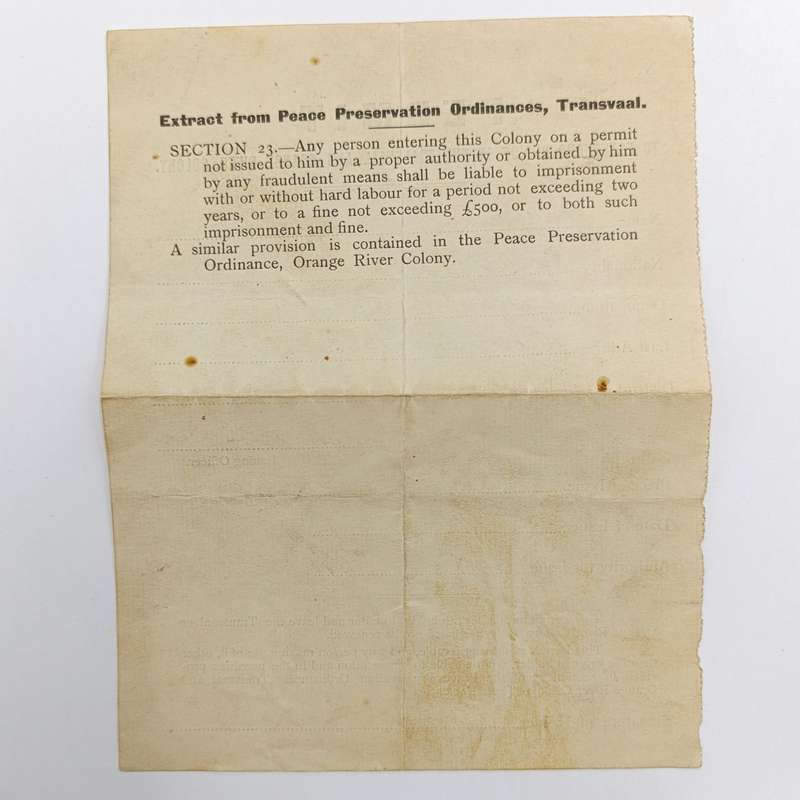 Extract from Peace Preservation Ordinances, Transvaal.
SECTION 23.—Any person entering this Colony on a permit
not issued to him by a proper authority or obtained by him
by any fraudulent means shall be liable to imprisonment
with or without hard labour for a period not exceeding two
years, or to a fine not exceeding £500, or to both such
imprisonment and fine.
A similar provision is contained in the Peace Preservation
Ordinance, Orange River Colony.